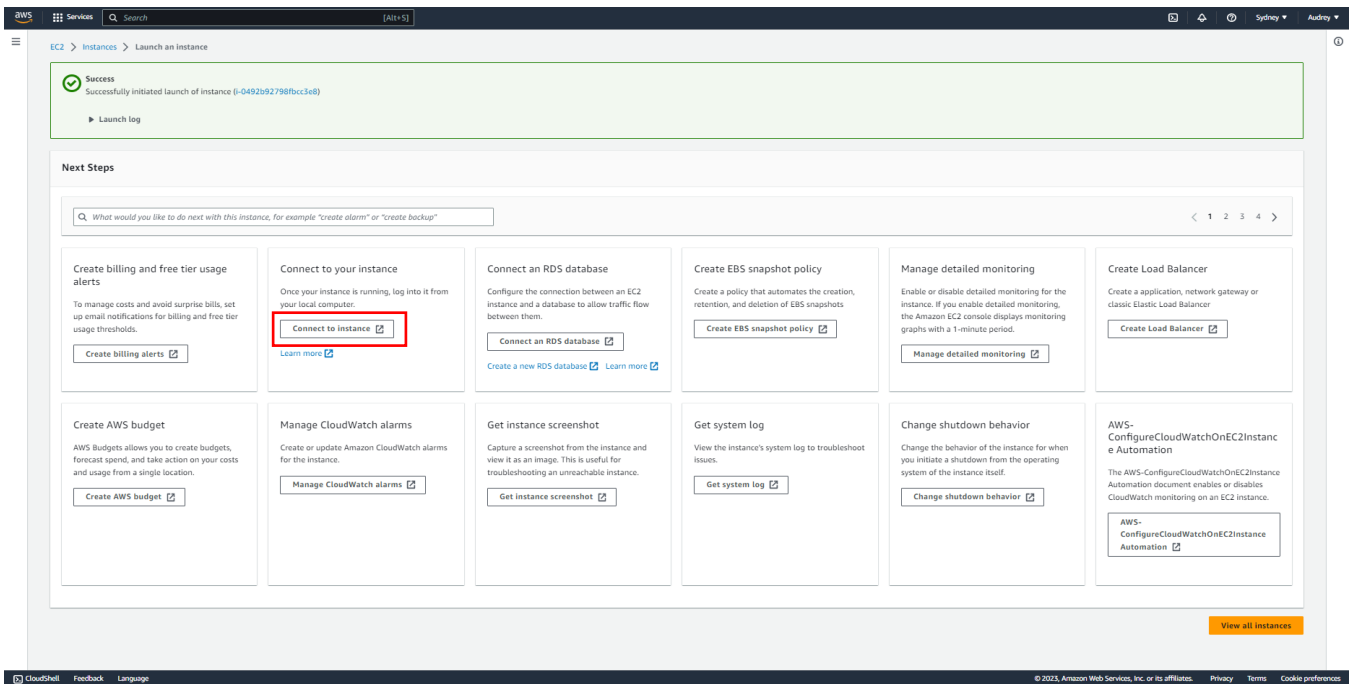 aws
Services
Search
[Alt+S]
Sydney
Audrey
EC2 > Instances > Launch an instance
Success
Successfully initiated launch of instance (i-0492b92798fbcc3e8)
Launch log
Next Steps
What would you like to do next with this instance, for example "create alarm" or "create backup"
< 1 2 3 4 >
Create billing and free tier usage
alerts
To manage costs and avoid surprise bills, set
up email notifications for billing and free tier
usage thresholds.
Create billing alerts
Connect to your instance
Once your instance is running, log into it from
your local computer.
Connect to instance
Learn more
Connect an RDS database
Configure the connection between an EC2
instance and a database to allow traffic flow
between them.
Connect an RDS database
Create a new RDS database
Learn more
Create EBS snapshot policy
Create a policy that automates the creation,
retention, and deletion of EBS snapshots
Create EBS snapshot policy
Manage detailed monitoring
Enable or disable detailed monitoring for the
instance. If you enable detailed monitoring,
the Amazon EC2 console displays monitoring
graphs with a 1-minute period.
Manage detailed monitoring
Create Load Balancer
Create a application, network gateway or
classic Elastic Load Balancer
Create Load Balancer
Create AWS budget
AWS Budgets allows you to create budgets,
forecast spend, and take action on your costs
and usage from a single location.
Create AWS budget
Manage CloudWatch alarms
Create or update Amazon CloudWatch alarms
for the instance.
Manage CloudWatch alarms
Get instance screenshot
Capture a screenshot from the instance and
view it as an image. This is useful for
troubleshooting an unreachable instance.
Get instance screenshot
Get system log
View the instance's system log to troubleshoot
issues.
Get system log
Change shutdown behavior
Change the behavior of the instance for when
you initiate a shutdown from the operating
system of the instance itself.
Change shutdown behavior
AWS-
ConfigureCloudWatchOnEC2Instanc
e Automation
The AWS-ConfigureCloudWatchOnEC2Instance
Automation document enables or disables
CloudWatch monitoring on an EC2 instance.
AWS-
ConfigureCloudWatchOnEC2Instance
Automation
View all instances
CloudShell
Feedback
Language
© 2023, Amazon Web Services, Inc. or its affiliates.
Privacy
Terms
Cookie preferences